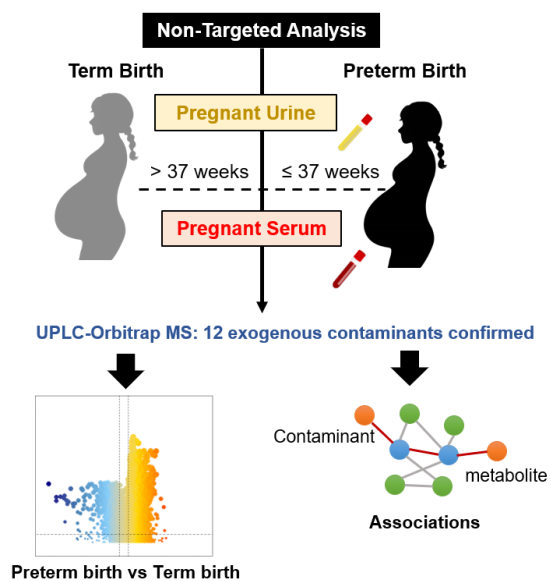 Non-Targeted Analysis
Term Birth
Preterm Birth
Pregnant Urine
> 37 weeks
≤ 37 weeks
Pregnant Serum
UPLC-Orbitrap MS: 12 exogenous contaminants confirmed
Contaminant
metabolite
Associations
Preterm birth vs Term birth